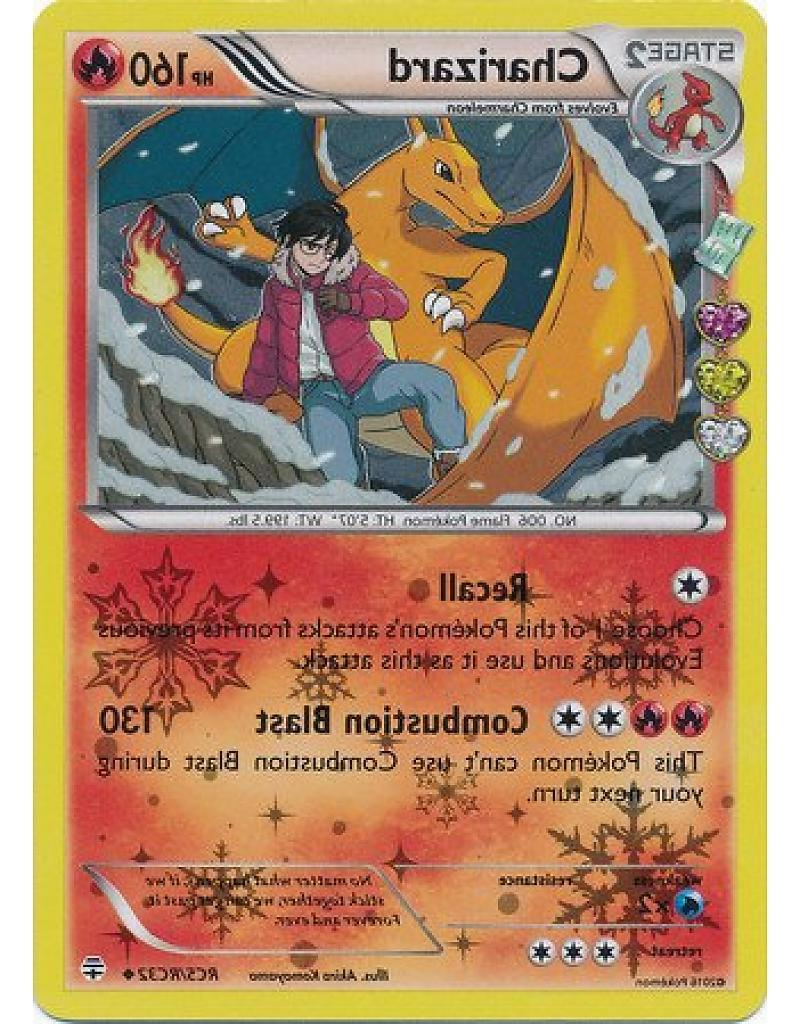 STAGE2 Charizard HP 160
Evolves from Charmeleon
NO. 006 Flame Pokémon HT: 5'07" WT: 199.5 lbs.
Recall
Choose 1 of this Pokémon's attacks from its previous
Evolutions and use it as this attack.
Combustion Blast 130
This Pokémon can't use Combustion Blast during
your next turn.
weakness resistance
×2
retreat
No matter what happens, if we
stick together, we can control it.
Forever and ever.
©2016 Pokémon Illus. Akira Komayama RC5/RC32